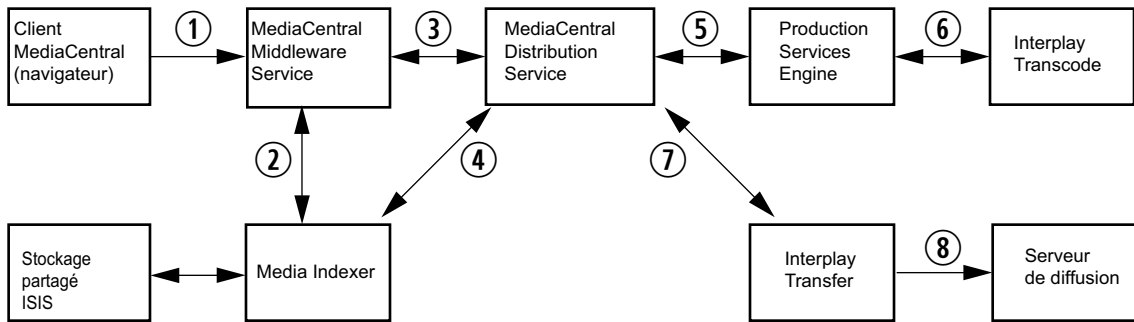 Client
MediaCentral
(navigateur)
①
MediaCentral
Middleware
Service
③
MediaCentral
Distribution
Service
⑤
Production
Services
Engine
⑥
Interplay
Transcode
②
④
⑦
Stockage
partagé
ISIS
Media Indexer
Interplay
Transfer
⑧
Serveur
de diffusion